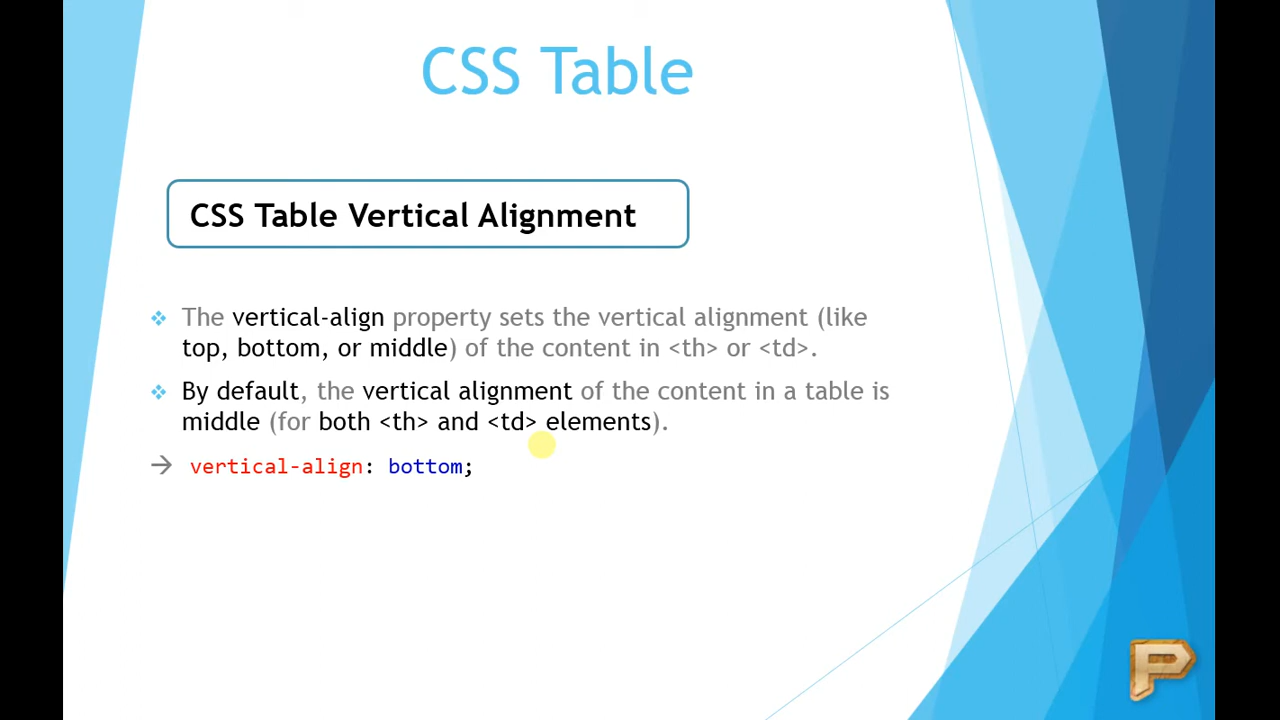 CSS Table
CSS Table Vertical Alignment
❖ The vertical-align property sets the vertical alignment (like
top, bottom, or middle) of the content in <th> or <td>.
❖ By default, the vertical alignment of the content in a table is
middle (for both <th> and <td> elements).
→ vertical-align: bottom;
P